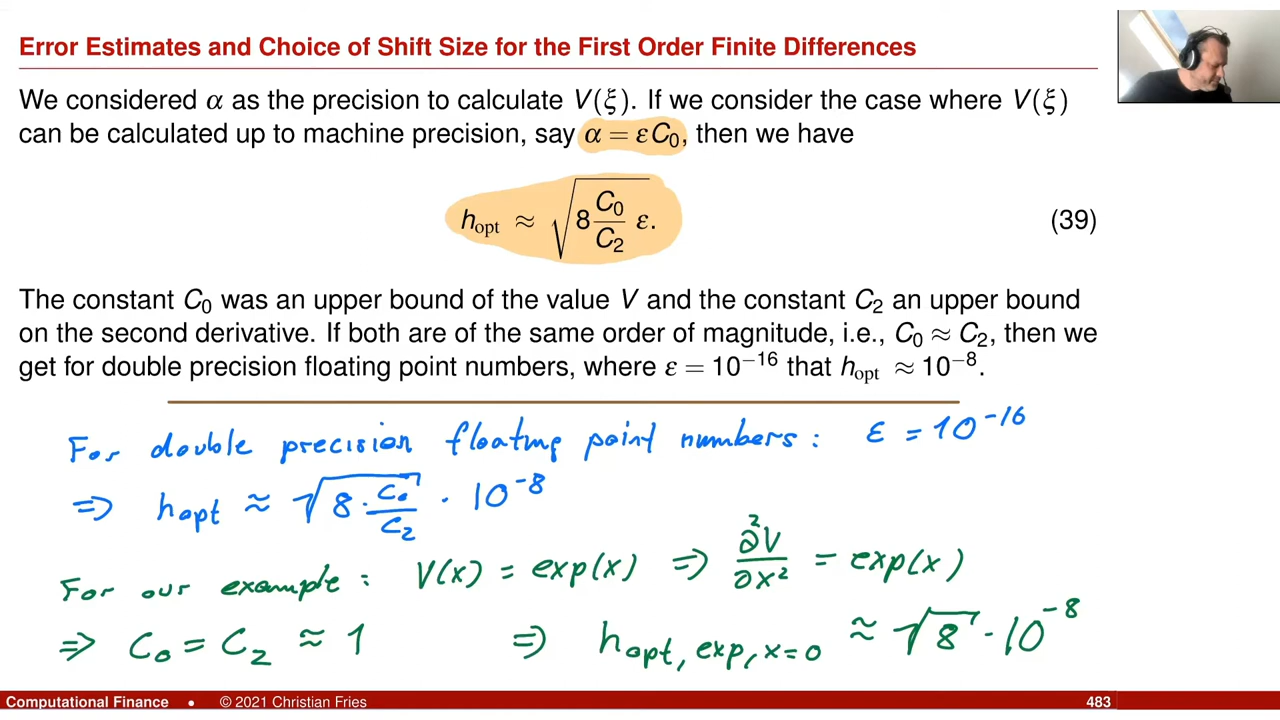 Error Estimates and Choice of Shift Size for the First Order Finite Differences
We considered α as the precision to calculate V(ξ). If we consider the case where V(ξ)
can be calculated up to machine precision, say α = εC₀, then we have
h_opt ≈ √(8 C₀/C₂ ε). (39)
The constant C₀ was an upper bound of the value V and the constant C₂ an upper bound
on the second derivative. If both are of the same order of magnitude, i.e., C₀ ≈ C₂, then we
get for double precision floating point numbers, where ε = 10⁻¹⁶ that h_opt ≈ 10⁻⁸.
For double precision floating point numbers: ε = 10⁻¹⁶
⇒ h_opt ≈ √(8 · C₀/C₂) · 10⁻⁸
For our example: V(x) = exp(x) ⇒ ∂²V/∂x² = exp(x)
⇒ C₀ = C₂ ≈ 1 ⇒ h_opt, exp, x=0 ≈ √8 · 10⁻⁸
Computational Finance • © 2021 Christian Fries 483